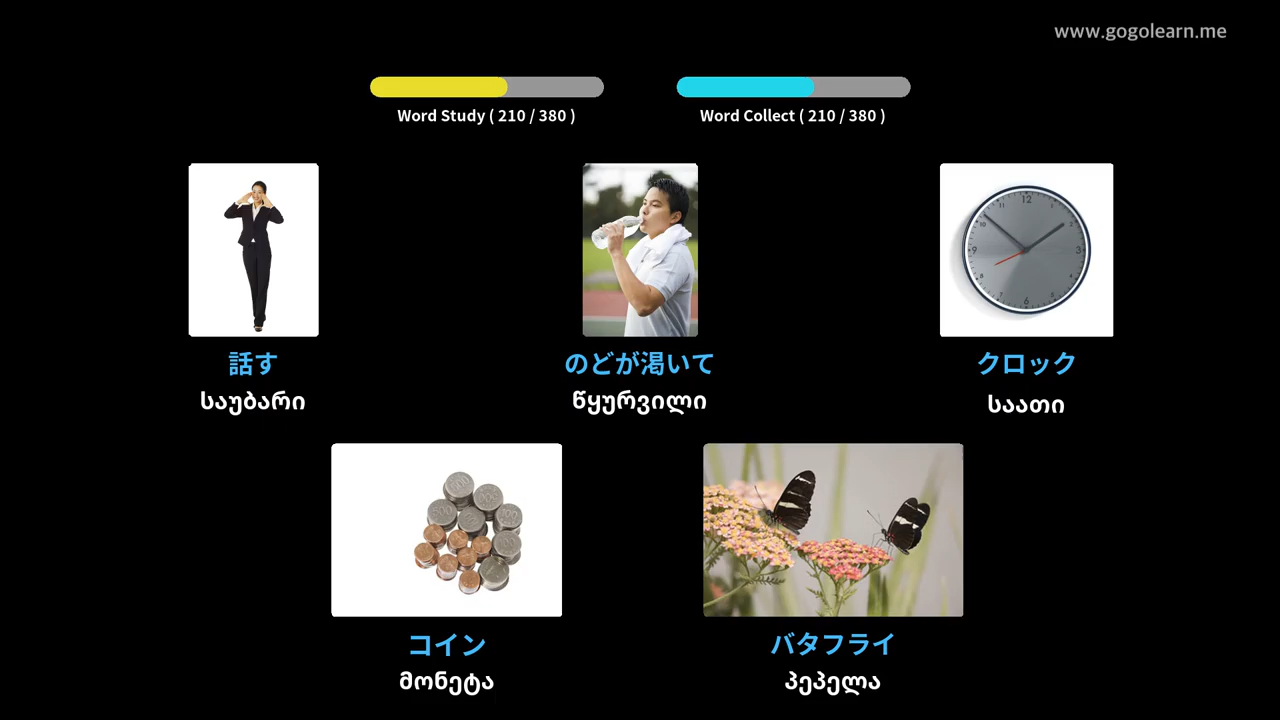 www.gogolearn.me
Word Study ( 210 / 380 )
Word Collect ( 210 / 380 )
話す
საუბარი
のどが渇いて
წყურვილი
クロック
საათი
コイン
მონეტა
バタフライ
პეპელა